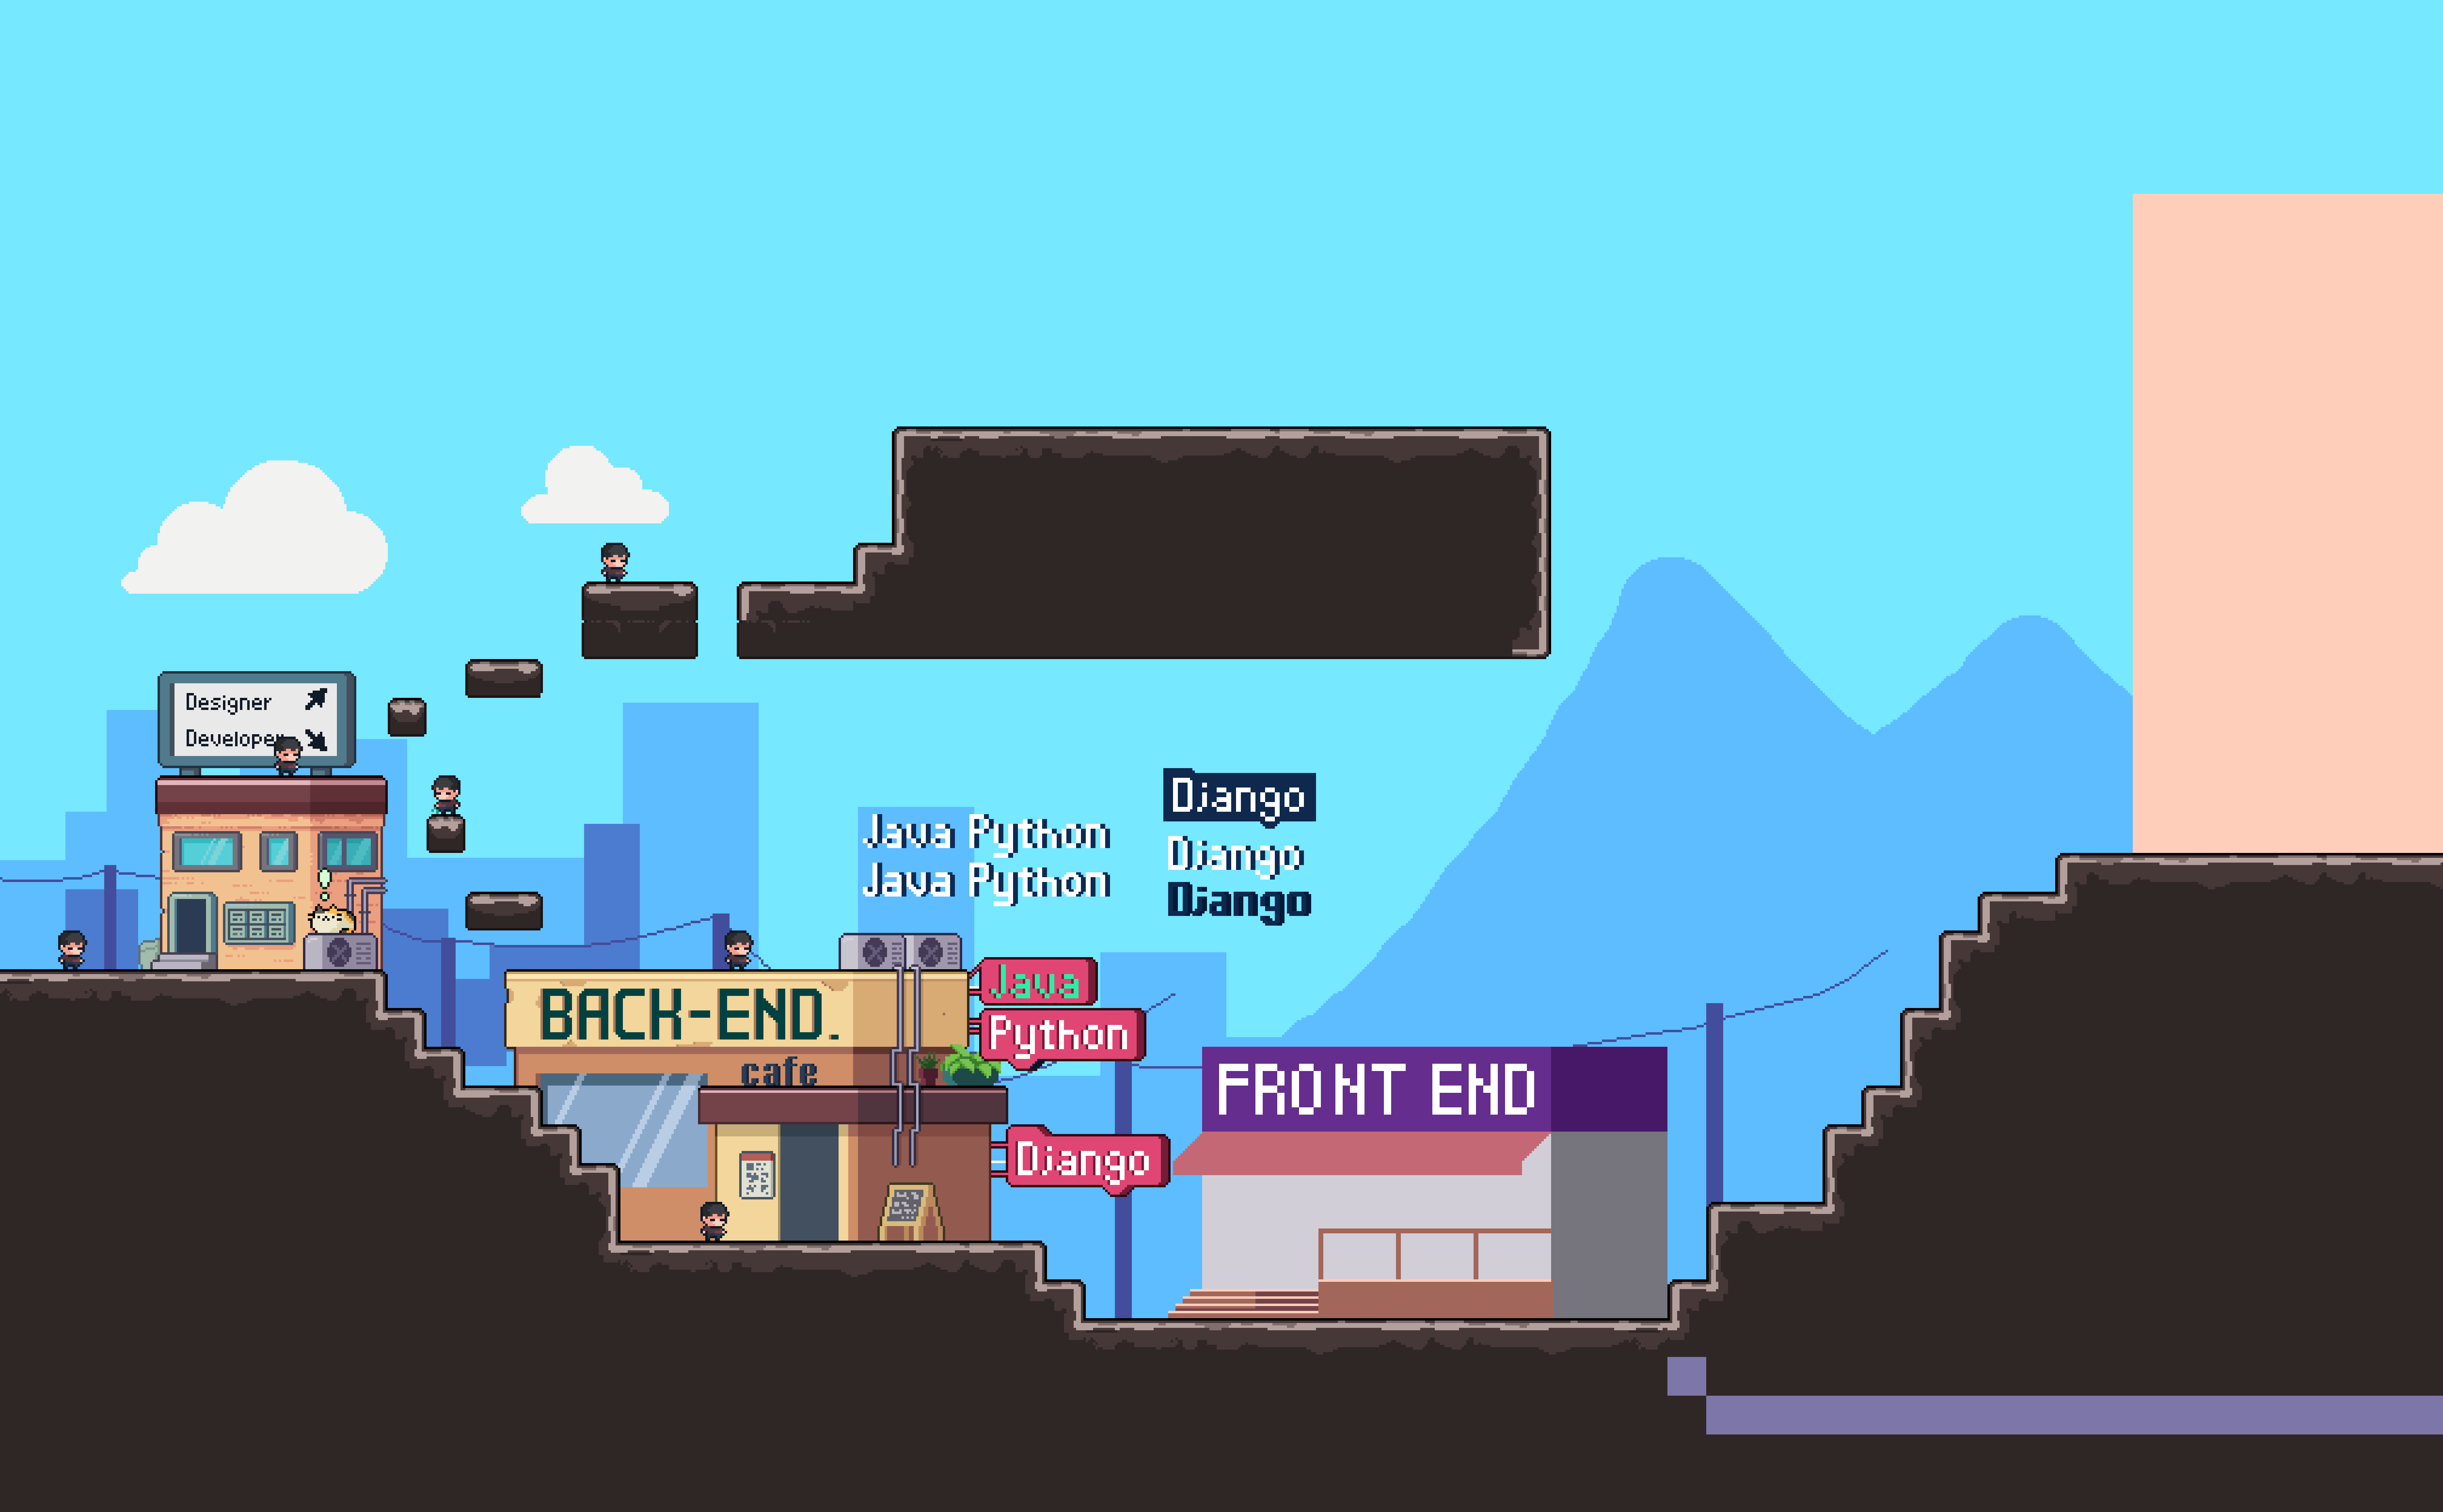 Designer
Developer
Django
Java Python
Django
Java Python
Django
Java
BACK-END.
Python
cafe
FRONT END
Django